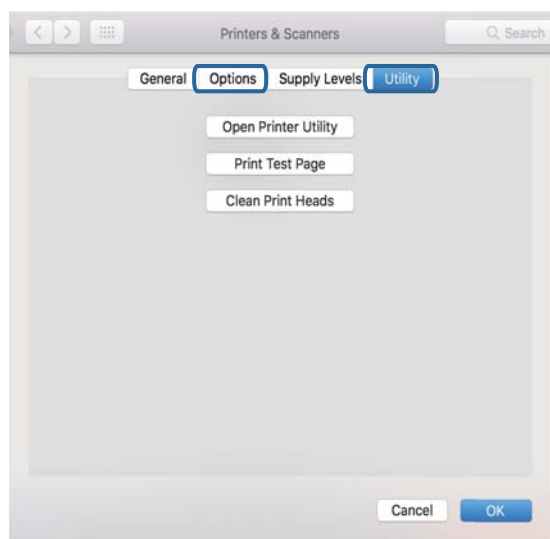 Printers & Scanners
Search
General Options Supply Levels Utility
Open Printer Utility
Print Test Page
Clean Print Heads
Cancel OK